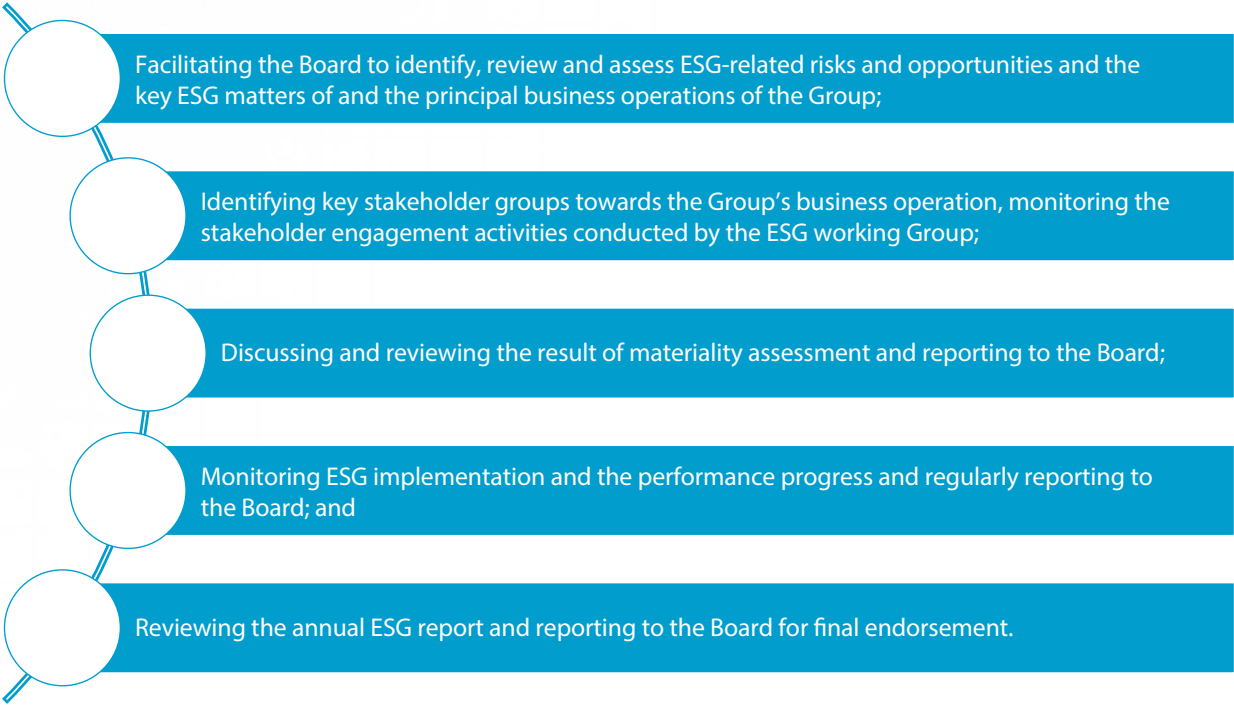 Facilitating the Board to identify, review and assess ESG-related risks and opportunities and the
key ESG matters of and the principal business operations of the Group;
Identifying key stakeholder groups towards the Group’s business operation, monitoring the
stakeholder engagement activities conducted by the ESG working Group;
Discussing and reviewing the result of materiality assessment and reporting to the Board;
Monitoring ESG implementation and the performance progress and regularly reporting to
the Board; and
Reviewing the annual ESG report and reporting to the Board for final endorsement.